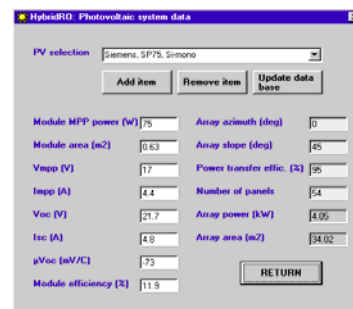 HybridRO: Photovoltaic system data
PV selection Siemens, SP75, Si-mono
Add item Remove item Update data base
Module MPP power (W) 75 Array azimuth (deg) 0
Module area (m2) 0.63 Array slope (deg) 45
Vmpp (V) 17 Power transfer effic. (%) 95
Impp (A) 4.4 Number of panels 54
Voc (V) 21.7 Array power (kW) 4.05
Isc (A) 4.8 Array area (m2) 34.02
µVoc (mV/C) -73
RETURN
Module efficiency (%) 11.9